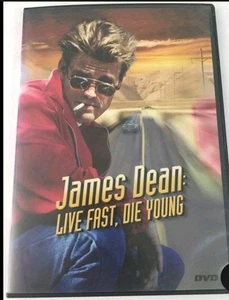 James Dean:
LIVE FAST, DIE YOUNG
DVD